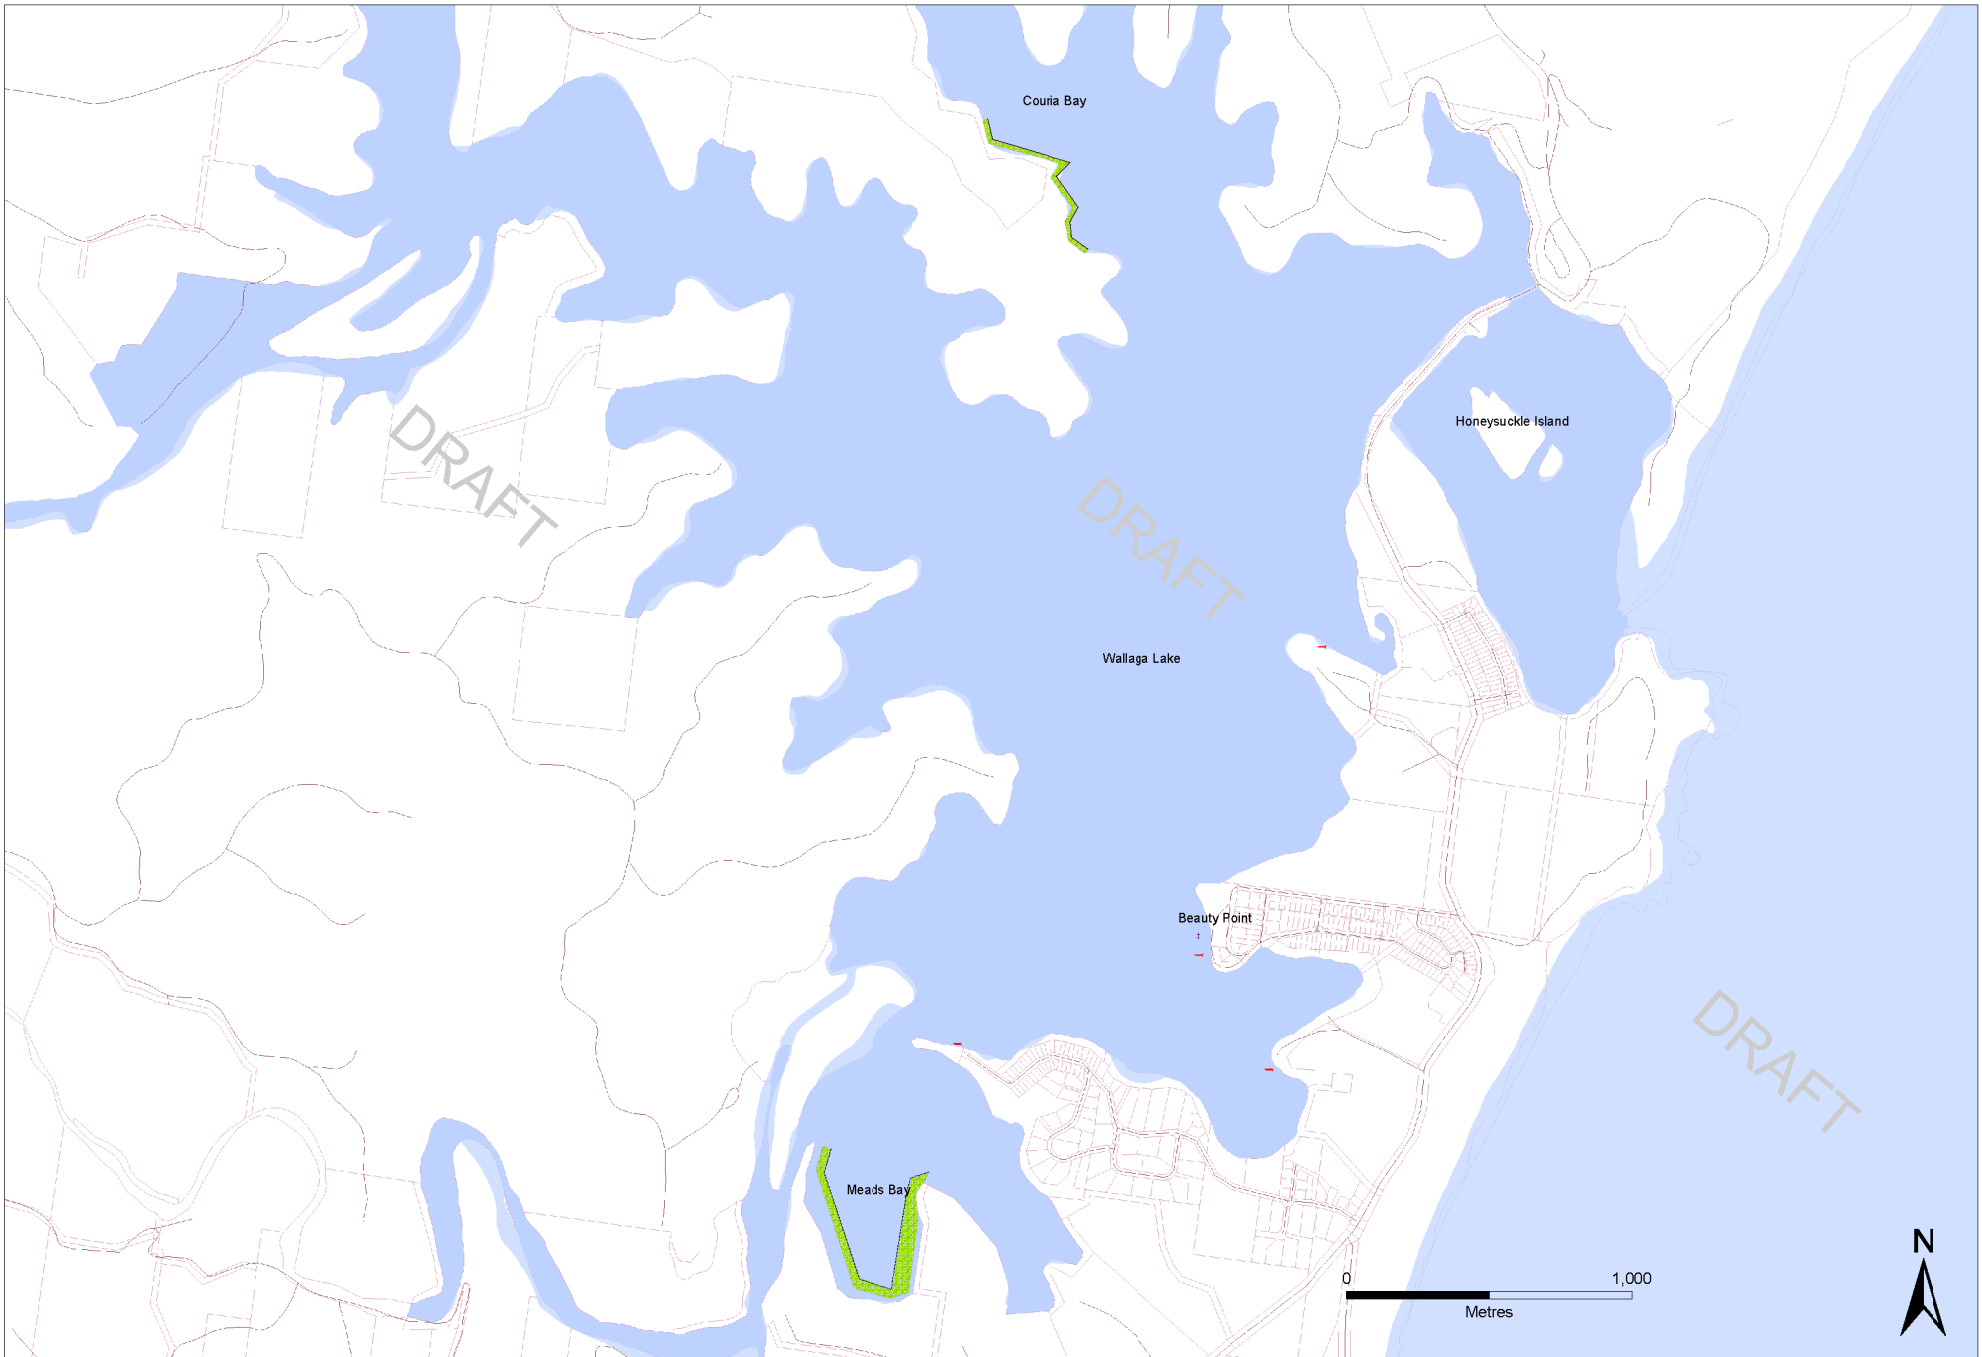 Couria Bay
Honeysuckle Island
DRAFT
DRAFT
Wallaga Lake
Beauty Point
DRAFT
Meads Bay
N
0 1,000
Metres